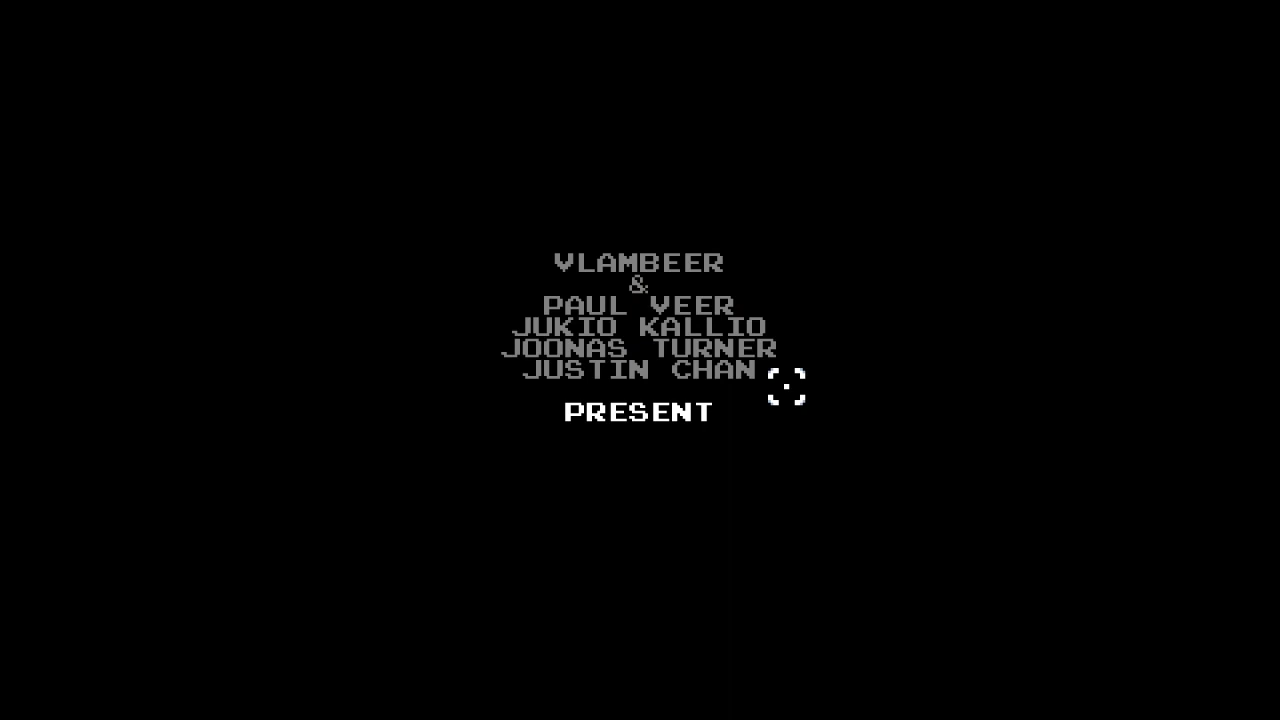 VLAMBEER
&
PAUL VEER
JUKIO KALLIO
JOONAS TURNER
JUSTIN CHAN
PRESENT